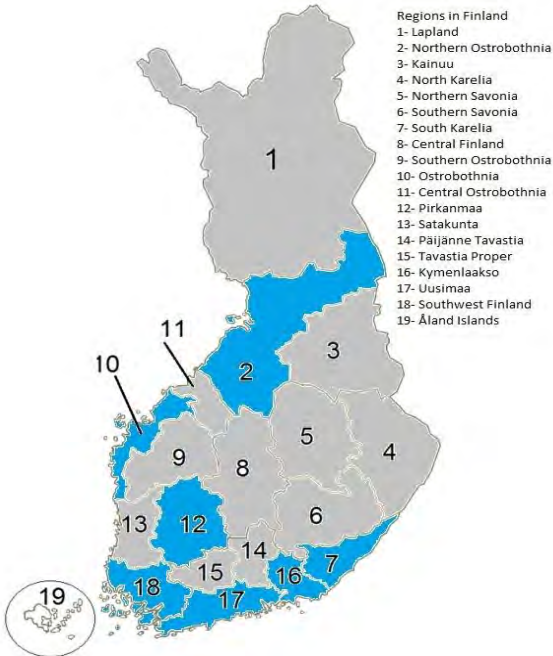 Regions in Finland
1- Lapland
2- Northern Ostrobothnia
3- Kainuu
4- North Karelia
5- Northern Savonia
6- Southern Savonia
7- South Karelia
8- Central Finland
9- Southern Ostrobothnia
10- Ostrobothnia
11- Central Ostrobothnia
12- Pirkanmaa
13- Satakunta
14- Päijänne Tavastia
15- Tavastia Proper
16- Kymenlaakso
17- Uusimaa
18- Southwest Finland
19- Åland Islands
1
11
10
2
3
9
8
5
4
13
12
6
14
15
16
7
18
17
19